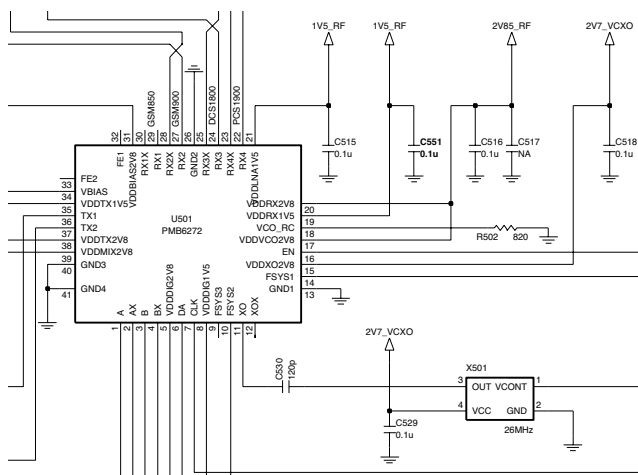 1V5_RF
1V5_RF
2V85_RF
2V7_VCXO
GSM850
GSM900
DCS1800
PCS1900
32
31
30
29
28
27
26
25
24
23
22
21
FE1
VDDBIAS2V8
RX1X
RX1
RX2X
RX2
GND2
RX3X
RX3
RX4X
RX4
VDDLNA1V5
C515
0.1u
C551
0.1u
C516
0.1u
C517
NA
C518
0.1u
FE2
VBIAS
VDDTX1V5
TX1
TX2
VDDTX2V8
VDDMIX2V8
GND3
GND4
33
34
35
36
37
38
39
40
41
U501
PMB6272
VDDRX2V8
VDDRX1V5
VCO_RC
VDDVCO2V8
EN
VDDXO2V8
FSYS1
GND1
20
19
18
17
16
15
14
13
R502
820
A
AX
B
BX
VDDDIG2V8
DA
CLK
VDDDIG1V5
FSYS3
FSYS2
XO
XOX
1
2
3
4
5
6
7
8
9
10
11
12
C530
120p
2V7_VCXO
C529
0.1u
X501
3 OUT VCONT 1
4 VCC GND 2
26MHz